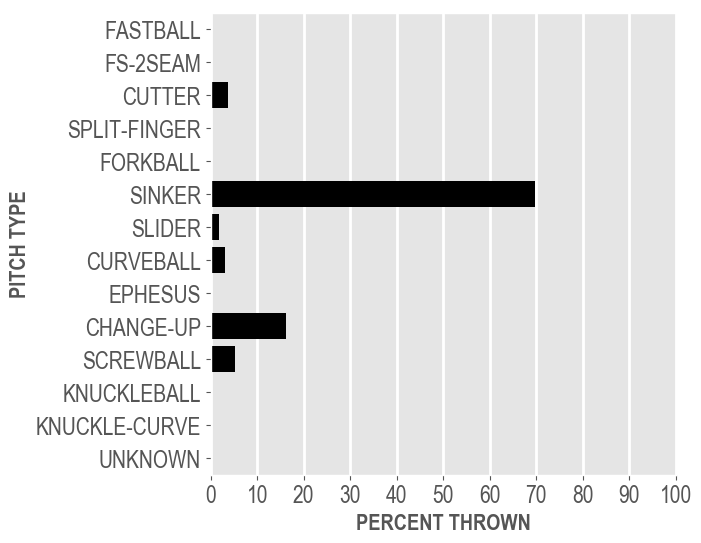 FASTBALL
FS-2SEAM
CUTTER
SPLIT-FINGER
FORKBALL
SINKER
SLIDER
CURVEBALL
EPHESUS
CHANGE-UP
SCREWBALL
KNUCKLEBALL
KNUCKLE-CURVE
UNKNOWN
PITCH TYPE
0 10 20 30 40 50 60 70 80 90 100
PERCENT THROWN